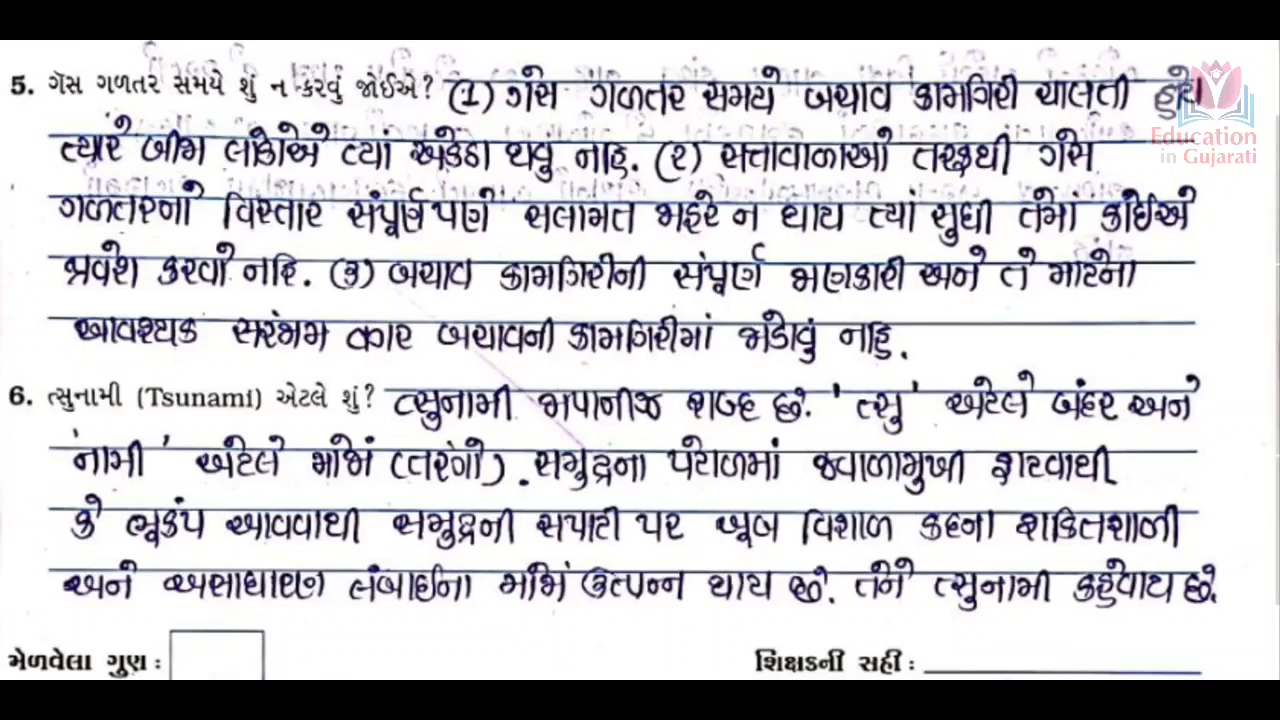 5. ગૅસ ગળતર સમયે શું ન કરવું જોઈએ? (1) ગેસ ગળતર સમયે બચાવ કામગિરી ચાલતી હોય
ત્યારે બીજા લોકોએ ત્યાં એકઠા થવુ નહિ. (૨) સત્તાવાળાઓ તરફથી ગેસ
ગળતરનો વિસ્તાર સંપૂર્ણપણે સલામત જાહેર ન થાય ત્યાં સુધી તેમાં કોઈએ
પ્રવેશ કરવો નહિ. (૩) બચાવ કામગિરીની સંપૂર્ણ જાણકારી અને તે માટેના
આવશ્યક સરંજામ વગર બચાવની કામગિરીમાં જોડાવું નહિ.
6. ત્સુનામી (Tsunami) એટલે શું? ત્સુનામી જાપાનીઝ શબ્દ છે. 'ત્સુ' એટલે બંદર અને
'નામી' એટલે મોજાં (તરંગો). સમુદ્રના પેટાળમાં જ્વાળામુખી ફાટવાથી
કે ભૂકંપ આવવાથી સમુદ્રની સપાટી પર ખૂબ વિશાળ કદના શક્તિશાળી
અને અસાધારણ લંબાઈના મોજાં ઉત્પન્ન થાય છે. તેને ત્સુનામી કહેવાય છે.
મેળવેલા ગુણ :
શિક્ષકની સહી :
Education
in Gujarati